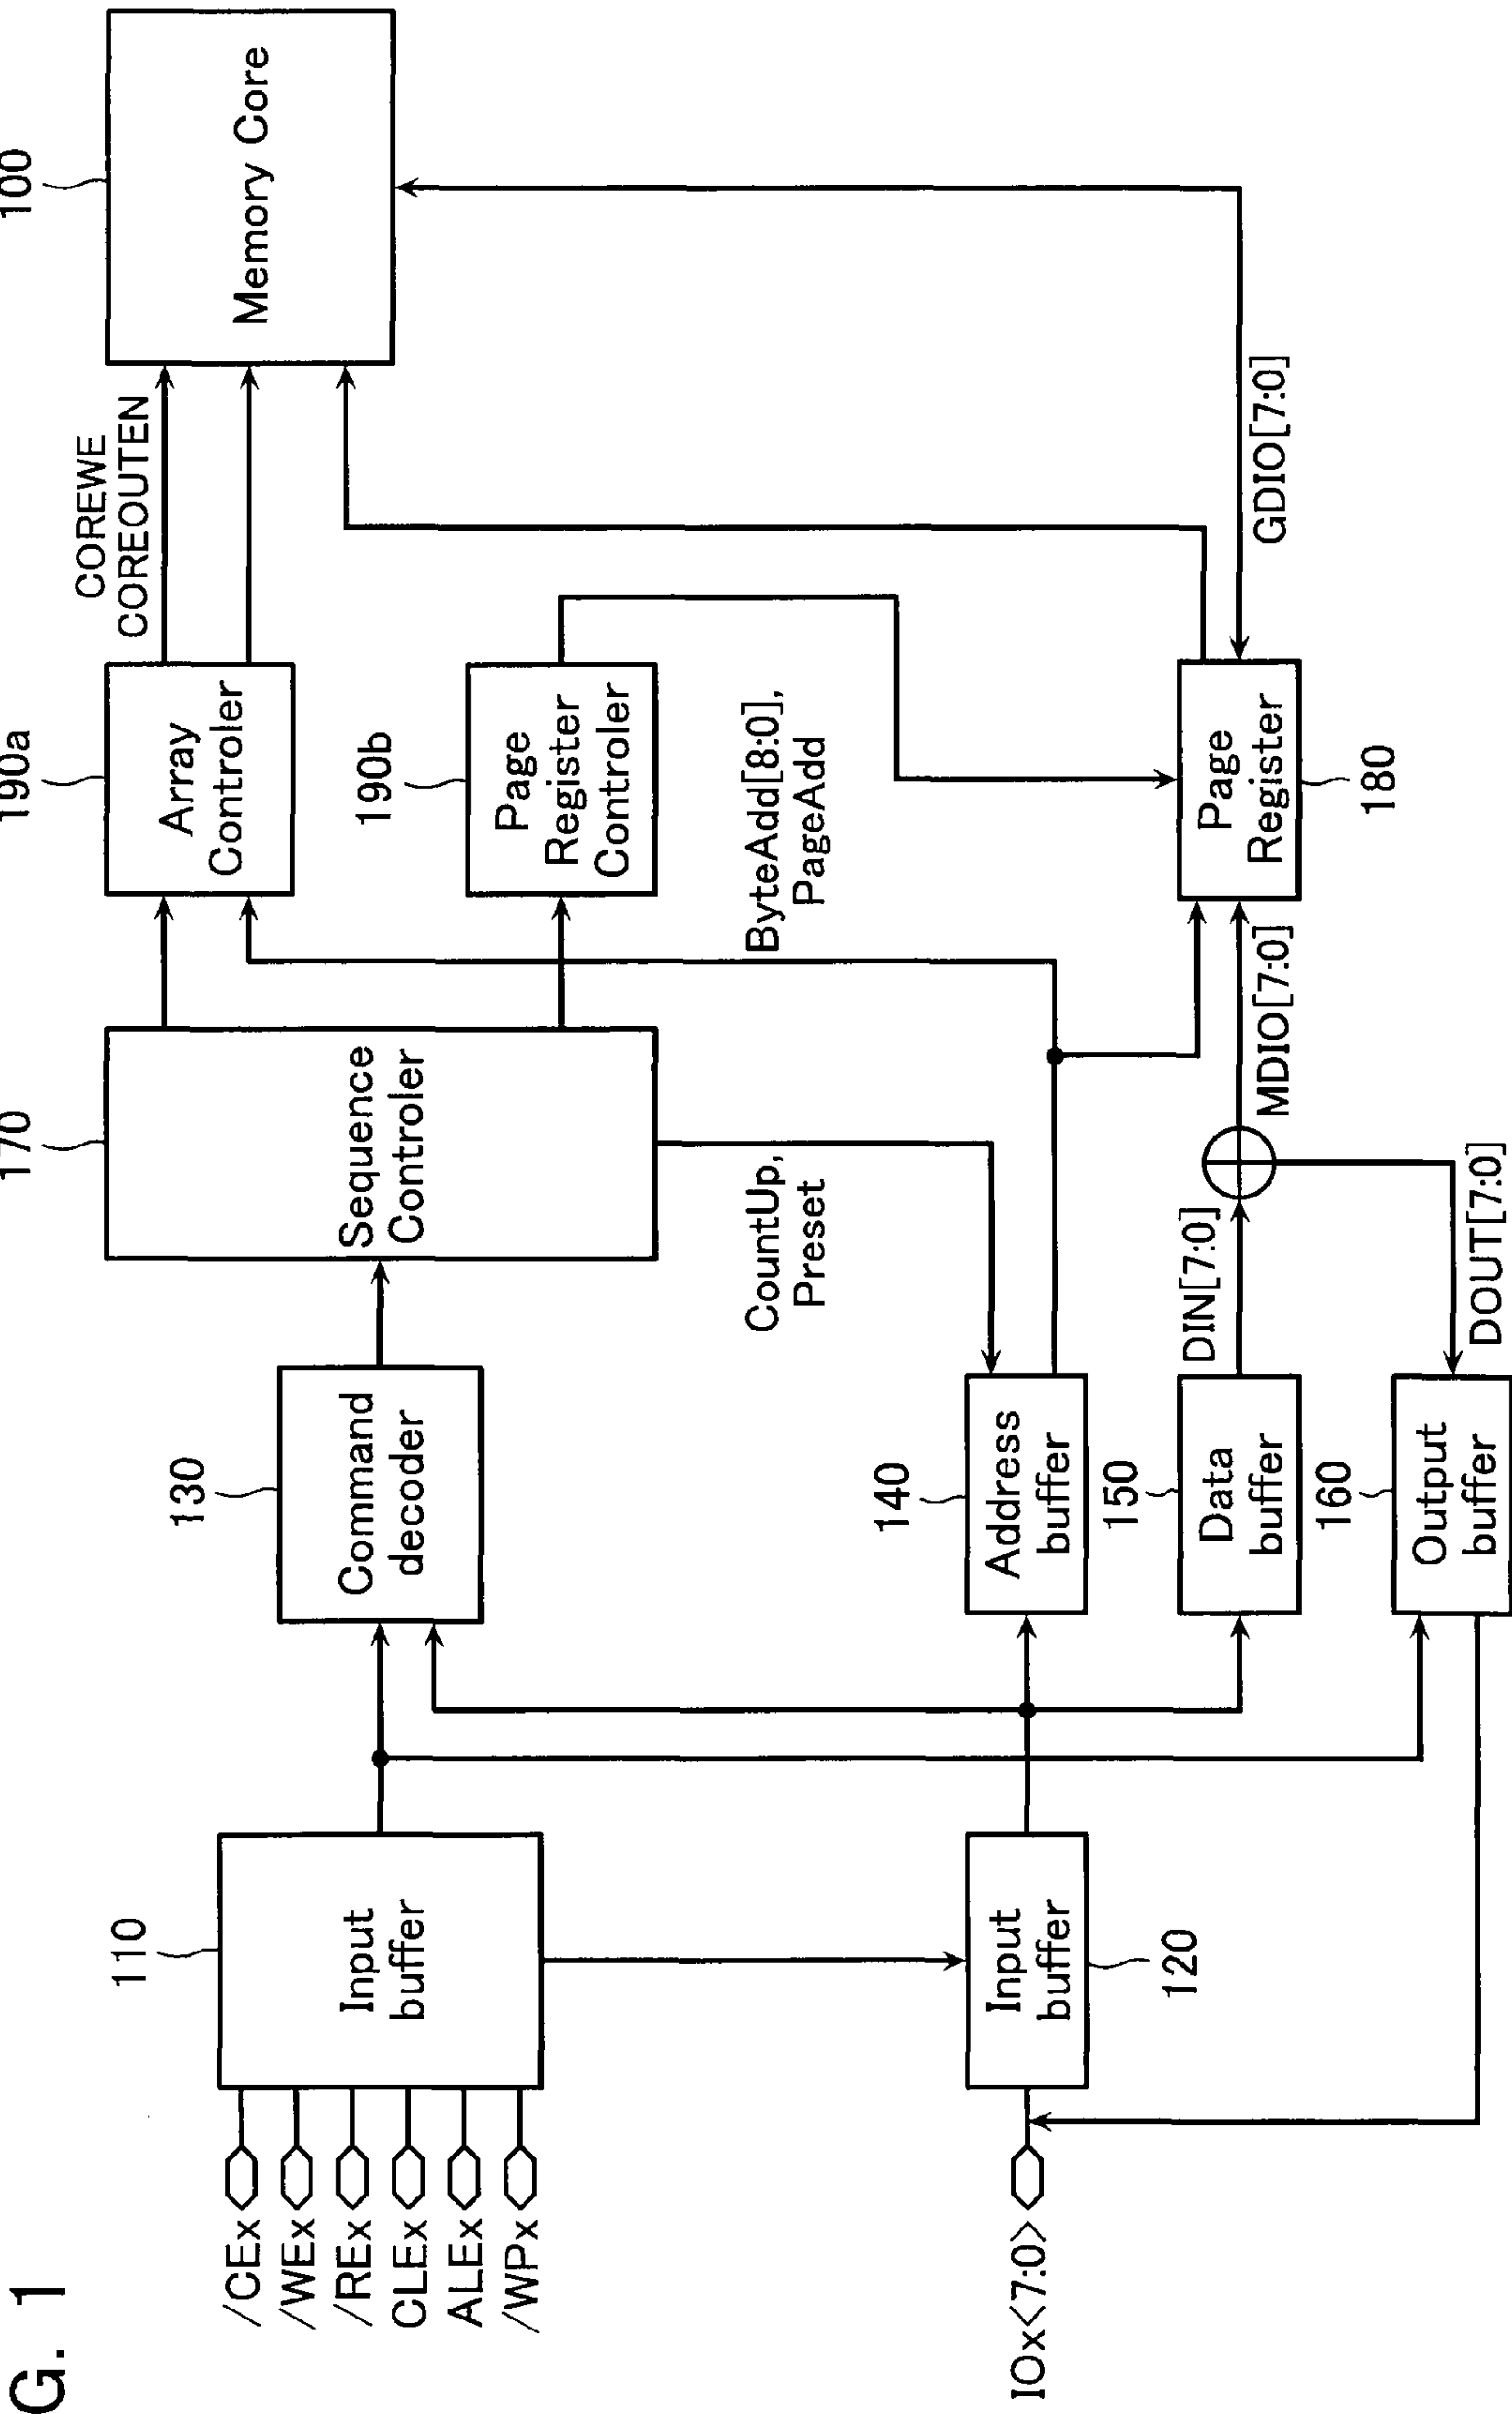 G. 1
/CEx
/WEx
/REx
CLEx
ALEx
/WPx
IOx<7:0>
110
Input
buffer
Input
buffer
120
130
Command
decoder
140
Address
buffer
150
Data
buffer
160
Output
buffer
170
Sequence
Controler
CountUp,
Preset
DIN[7:0]
DOUT[7:0]
MDIO[7:0]
190a
Array
Controler
190b
Page
Register
Controler
ByteAdd[8:0],
PageAdd
Page
Register
180
COREWE
COREOUTEN
GDIO[7:0]
100
Memory Core